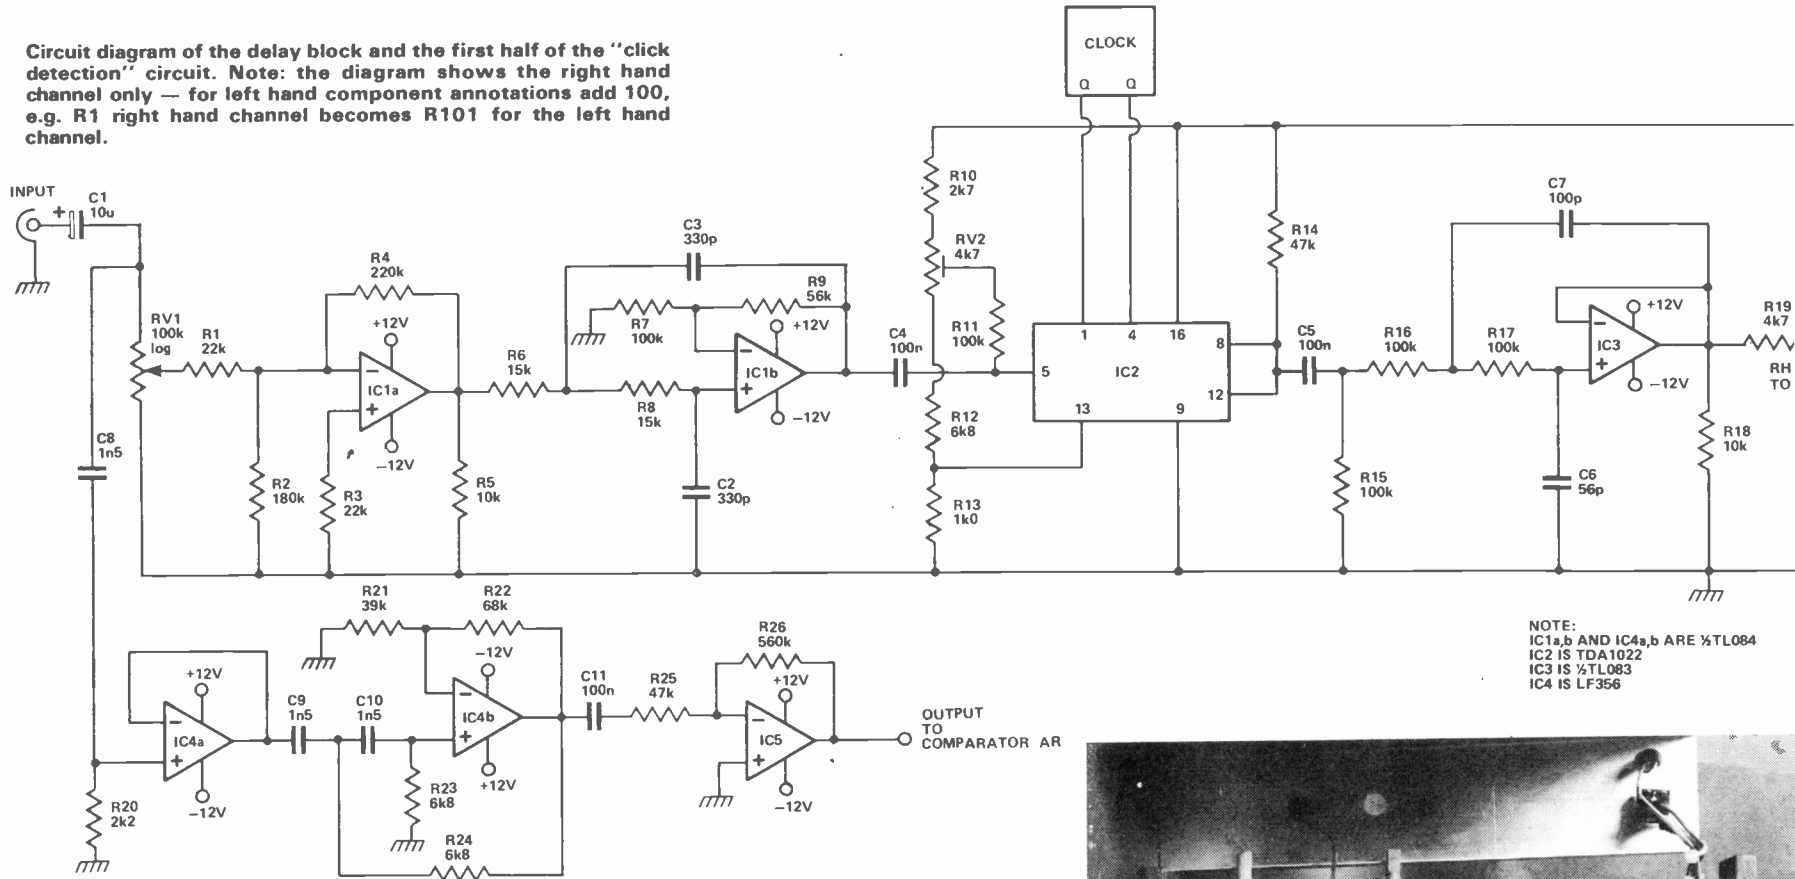 Circuit diagram of the delay block and the first half of the "click
detection" circuit. Note: the diagram shows the right hand
channel only — for left hand component annotations add 100,
e.g. R1 right hand channel becomes R101 for the left hand
channel.
CLOCK
Q
Q
INPUT
+
C1
10u
R4
220k
C3
330p
R10
2k7
RV2
4k7
R14
47k
C7
100p
RV1
100k
log
R1
22k
+12V
−
IC1a
+
−12V
R6
15k
R7
100k
R9
56k
+12V
−
IC1b
+
−12V
R8
15k
C4
100n
R11
100k
1
4
16
5
IC2
8
12
13
9
C5
100n
R16
100k
R17
100k
+12V
−
IC3
+
−12V
R19
4k7
RH
TO
C8
1n5
R2
180k
R3
22k
R5
10k
C2
330p
R12
6k8
R13
1k0
R15
100k
C6
56p
R18
10k
R21
39k
R22
68k
R26
560k
NOTE:
IC1a,b AND IC4a,b ARE ½TL084
IC2 IS TDA1022
IC3 IS ½TL083
IC4 IS LF356
+12V
−
IC4a
+
−12V
C9
1n5
C10
1n5
−12V
−
IC4b
+
+12V
C11
100n
R25
47k
+12V
−
IC5
+
−12V
OUTPUT
TO
COMPARATOR AR
R20
2k2
R23
6k8
R24
6k8